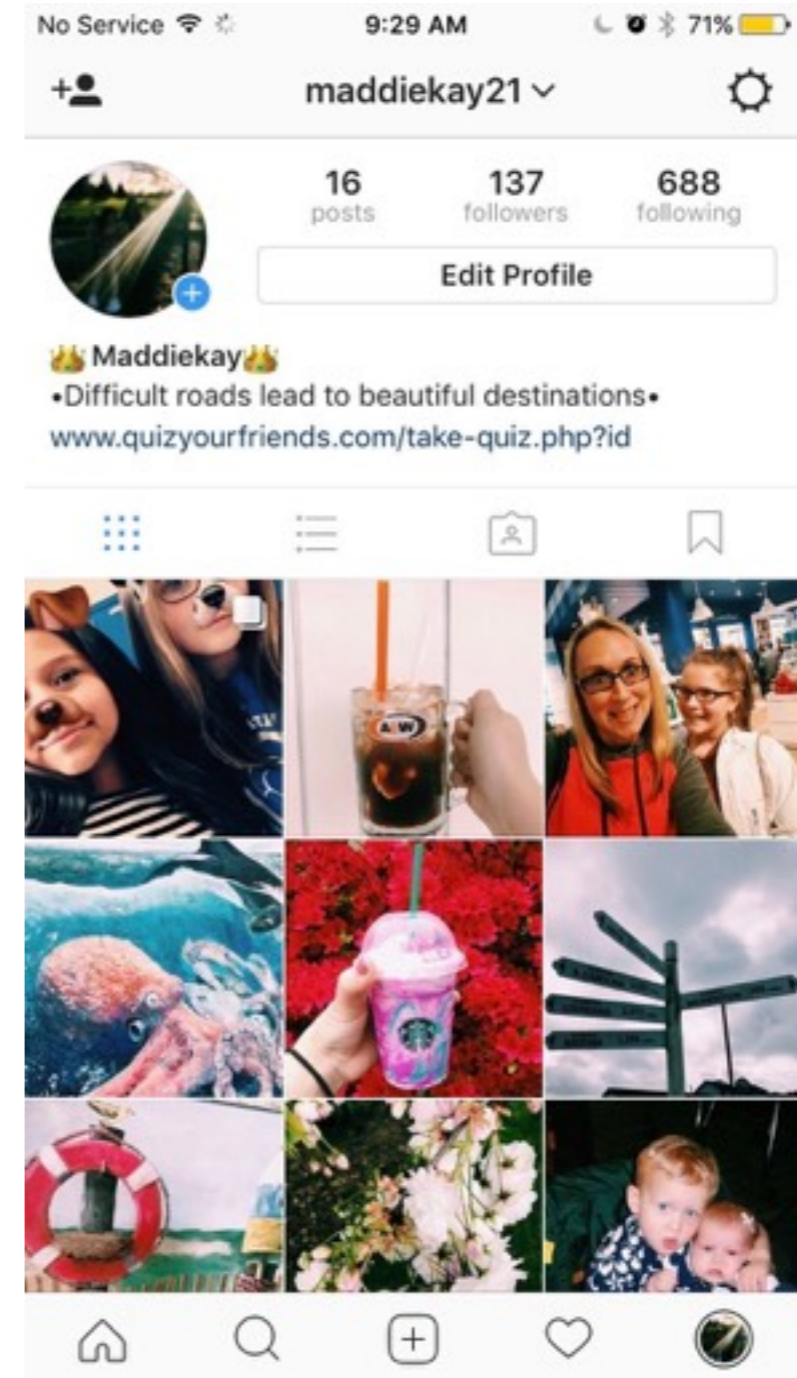 No Service 9:29 AM 71%
maddiekay21
16 137 688
posts followers following
Edit Profile
👑Maddiekay👑
•Difficult roads lead to beautiful destinations•
www.quizyourfriends.com/take-quiz.php?id
A&W